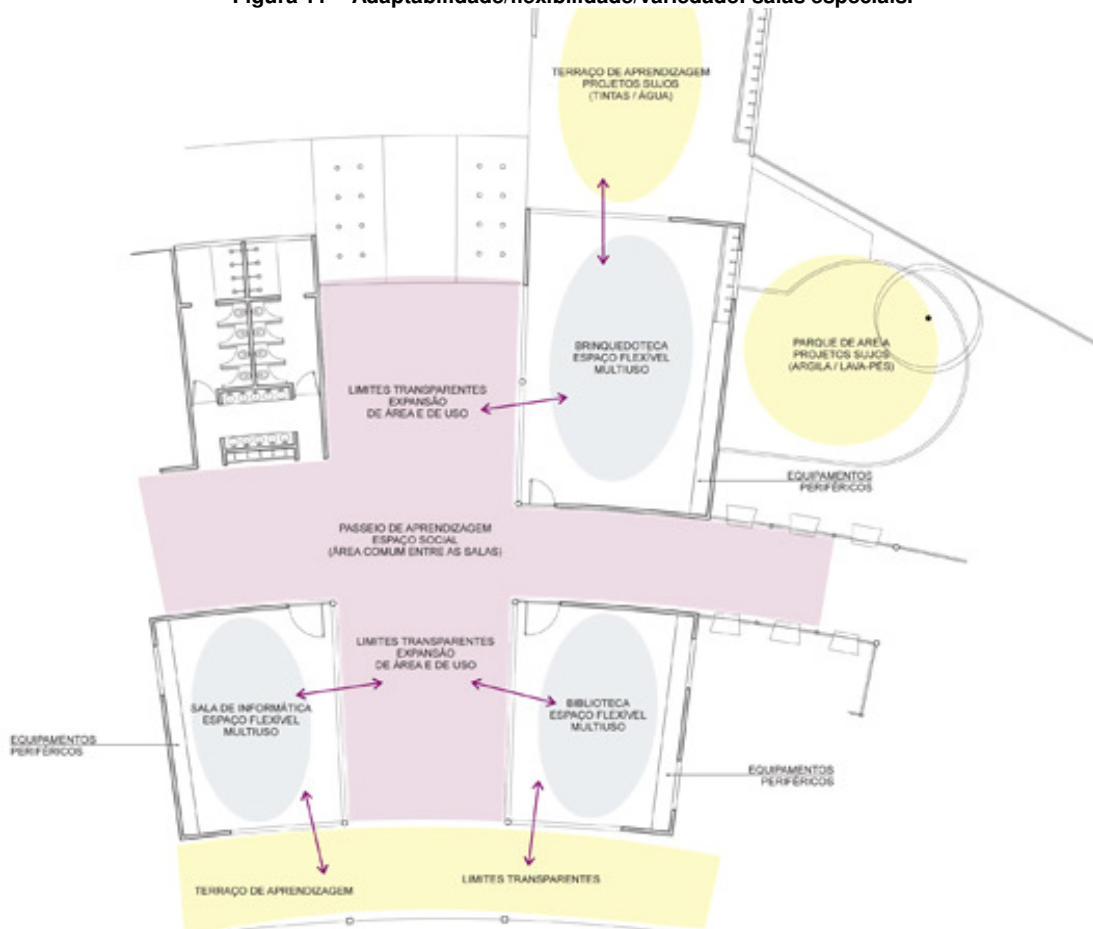 Adaptabilidade/flexibilidade/variedade: salas especiais.
TERRAÇO DE APRENDIZAGEM
PROJETOS SUJOS
(TINTAS / ÁGUA)
BRINQUEDOTECA
ESPAÇO FLEXÍVEL
MULTIUSO
PARQUE DE AREIA
PROJETOS SUJOS
(ARGILA / LAVA-PÉS)
LIMITES TRANSPARENTES
EXPANSÃO
DE ÁREA E DE USO
EQUIPAMENTOS
PERIFÉRICOS
PASSEIO DE APRENDIZAGEM
ESPAÇO SOCIAL
(ÁREA COMUM ENTRE AS SALAS)
LIMITES TRANSPARENTES
EXPANSÃO
DE ÁREA E DE USO
SALA DE INFORMÁTICA
ESPAÇO FLEXÍVEL
MULTIUSO
BIBLIOTECA
ESPAÇO FLEXÍVEL
MULTIUSO
EQUIPAMENTOS
PERIFÉRICOS
EQUIPAMENTOS
PERIFÉRICOS
TERRAÇO DE APRENDIZAGEM
LIMITES TRANSPARENTES